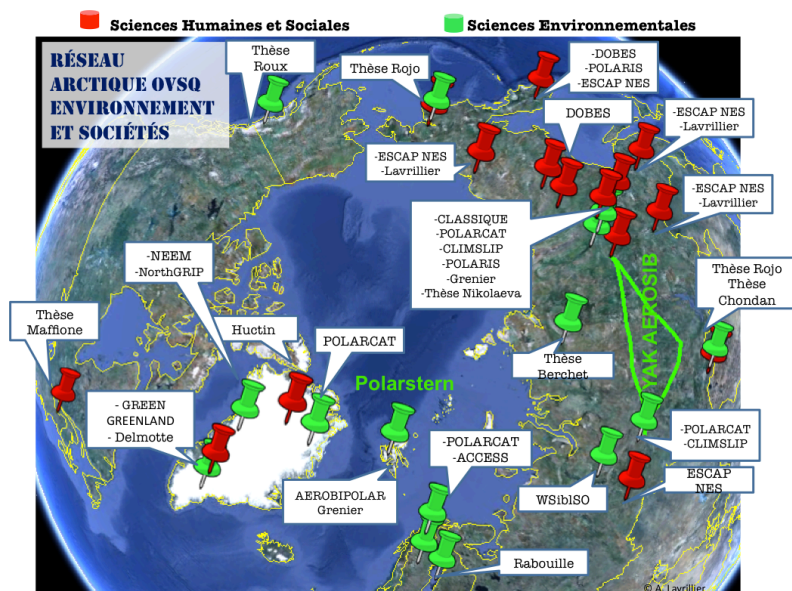 Sciences Humaines et Sociales
Sciences Environmentales
RÉSEAU
ARCTIQUE OVSQ
ENVIRONNEMENT
ET SOCIÉTÉS
Thèse
Roux
Thèse Rojo
-DOBES
-POLARIS
-ESCAP NES
DOBES
-ESCAP NES
-Lavrillier
-ESCAP NES
-Lavrillier
-ESCAP NES
-Lavrillier
-CLASSIQUE
-POLARCAT
-CLIMSLIP
-POLARIS
-Grenier
-Thèse Nikolaeva
-NEEM
-NorthGRIP
Thèse Rojo
Thèse
Chondan
Thèse
Maffione
Huctin
POLARCAT
YAK AEROSIB
Thèse
Berchet
Polarstern
- GREEN
GREENLAND
- Delmotte
-POLARCAT
-ACCESS
-POLARCAT
-CLIMSLIP
AEROBIPOLAR
Grenier
WSiblSO
ESCAP
NES
Rabouille
© A. Lavrillier